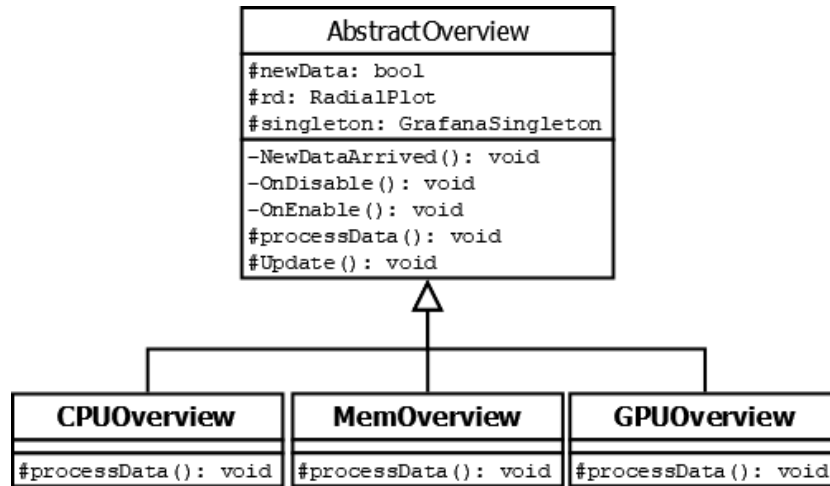 AbstractOverview
#newData: bool
#rd: RadialPlot
#singleton: GrafanaSingleton
-NewDataArrived(): void
-OnDisable(): void
-OnEnable(): void
#processData(): void
#Update(): void
CPUOverview
#processData(): void
MemOverview
#processData(): void
GPUOverview
#processData(): void